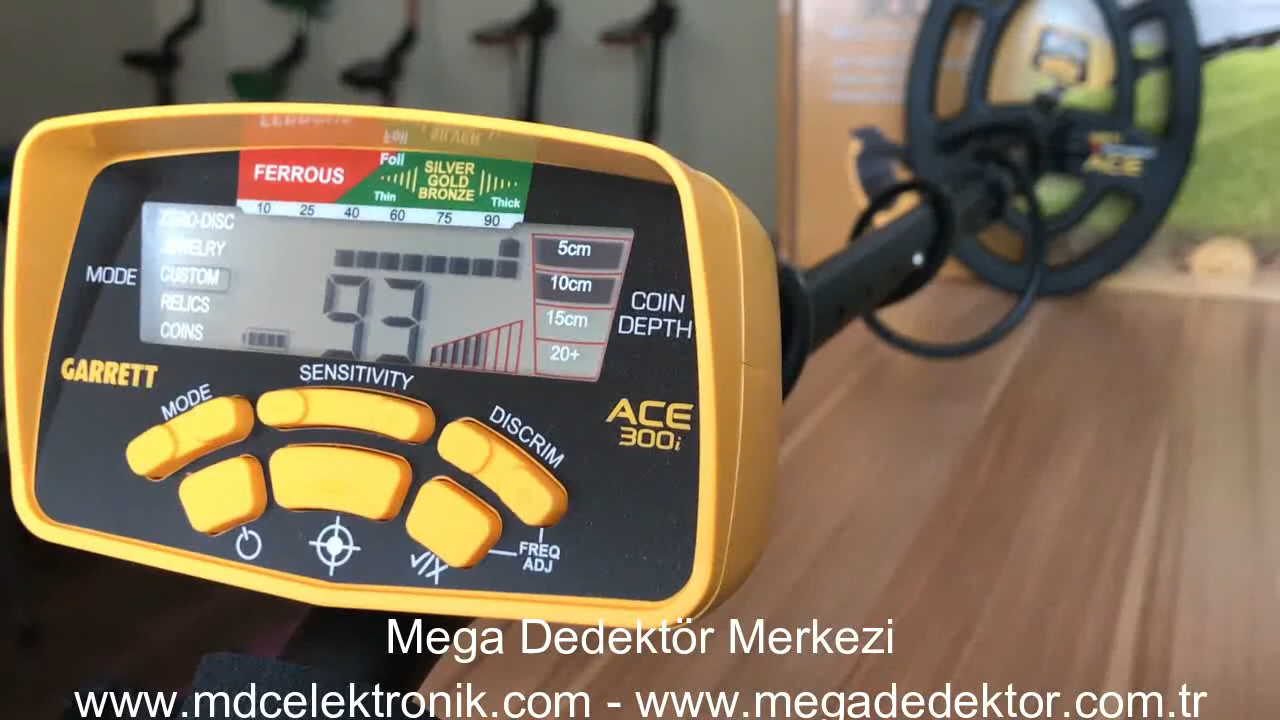 FERROUS
Foil
Thin
SILVER
GOLD
BRONZE
Thick
10 25 40 60 75 90
MODE
ZERO-DISC
JEWELRY
CUSTOM
RELICS
COINS
93
5cm
10cm
15cm
20+
COIN
DEPTH
GARRETT
MODE
SENSITIVITY
DISCRIM
ACE
300i
FREQ
ADJ
ACE
Mega Dedektör Merkezi
www.mdcelektronik.com - www.megadedektor.com.tr